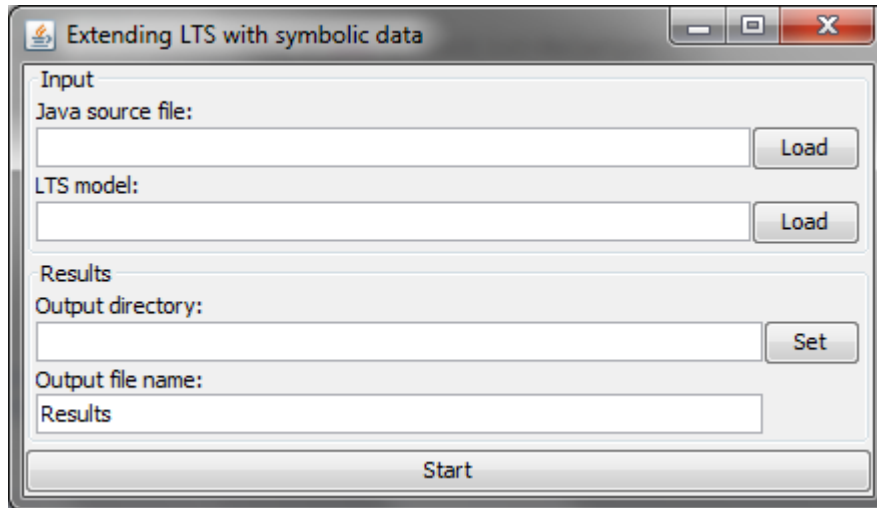 Extending LTS with symbolic data
Input
Java source file:
Load
LTS model:
Load
Results
Output directory:
Set
Output file name:
Results
Start